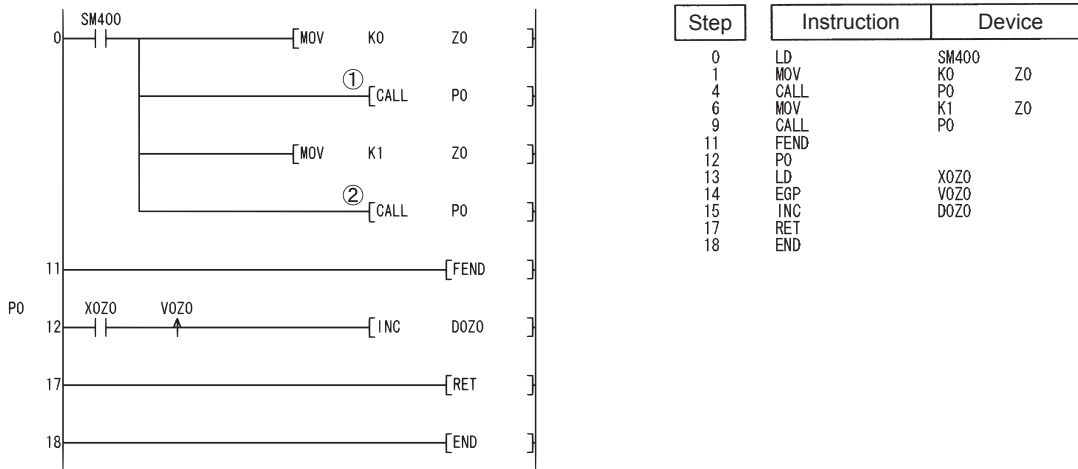 SM400
0 MOV K0 Z0
① CALL P0
MOV K1 Z0
② CALL P0
11 FEND
P0 X0Z0 V0Z0
12 INC D0Z0
17 RET
18 END
Step Instruction Device
0 LD SM400
1 MOV K0 Z0
4 CALL P0
6 MOV K1 Z0
9 CALL P0
11 FEND
12 P0
13 LD X0Z0
14 EGP V0Z0
15 INC D0Z0
17 RET
18 END